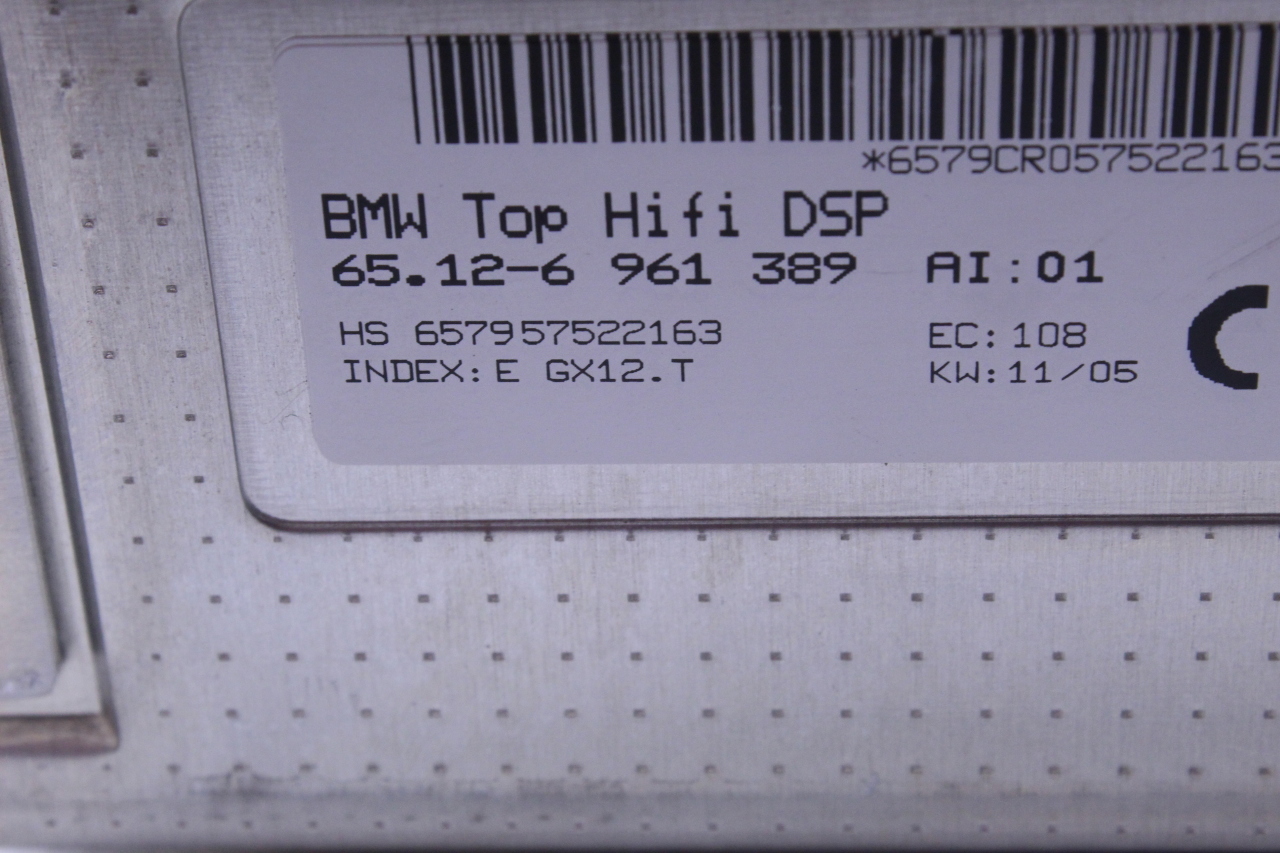 *6579CR057522163
BMW Top Hifi DSP
65.12-6 961 389 AI:01
HS 657957522163 EC:108
INDEX:E GX12.T KW:11/05